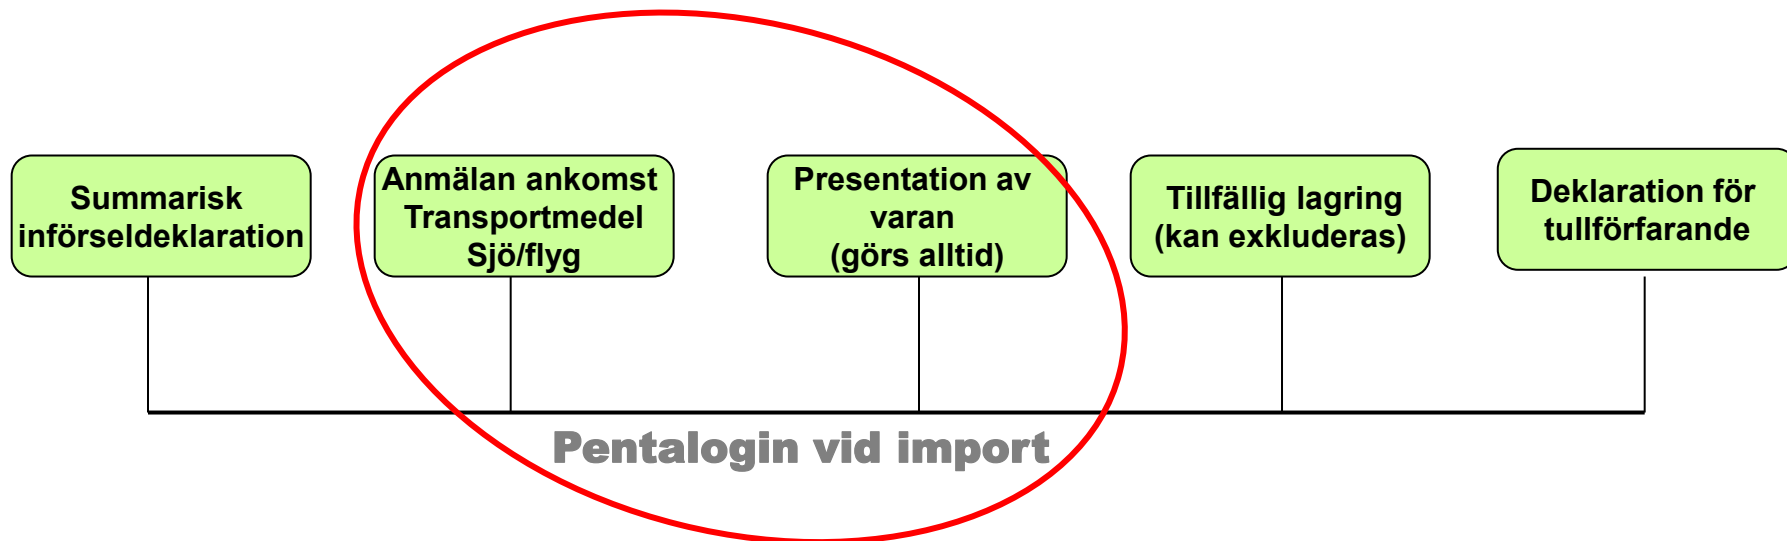 Summarisk
införseldeklaration
Anmälan ankomst
Transportmedel
Sjö/flyg
Presentation av
varan
(görs alltid)
Tillfällig lagring
(kan exkluderas)
Deklaration för
tullförfarande
Pentalogin vid import